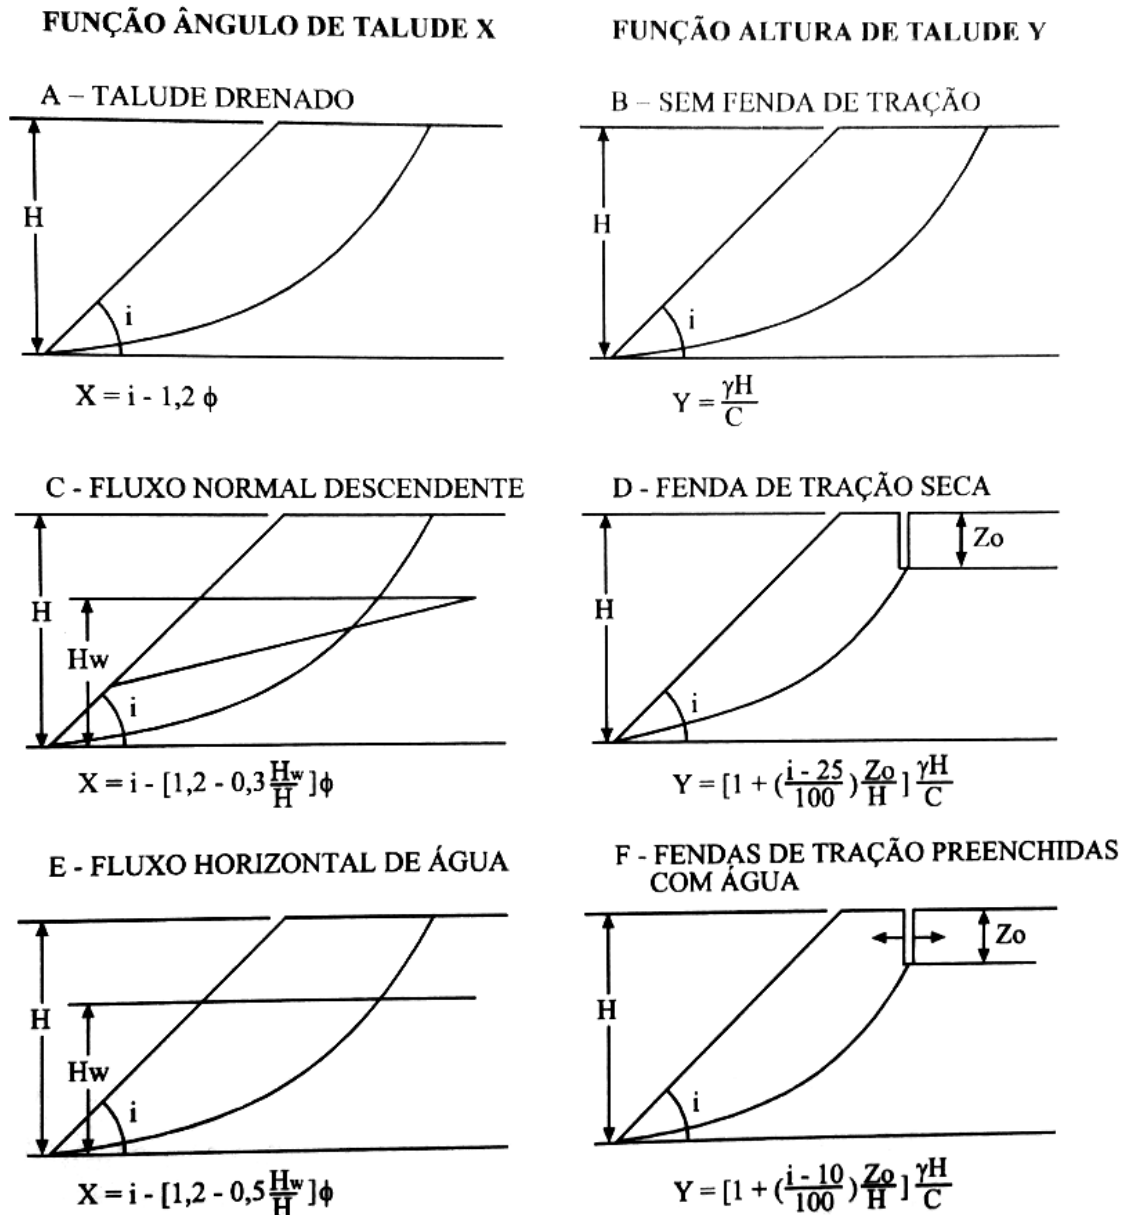 FUNÇÃO ÂNGULO DE TALUDE X
FUNÇÃO ALTURA DE TALUDE Y
A – TALUDE DRENADO
H
i
X = i - 1,2 ϕ
B – SEM FENDA DE TRAÇÃO
H
i
Y = γH/C
C - FLUXO NORMAL DESCENDENTE
H
Hw
i
X = i - [1,2 - 0,3 Hw/H ]ϕ
D - FENDA DE TRAÇÃO SECA
Zo
H
i
Y = [1 + (i - 25/100) Zo/H ] γH/C
E - FLUXO HORIZONTAL DE ÁGUA
H
Hw
i
X = i - [1,2 - 0,5 Hw/H ]ϕ
F - FENDAS DE TRAÇÃO PREENCHIDAS
COM ÁGUA
Zo
H
i
Y = [1 + (i - 10/100) Zo/H ] γH/C